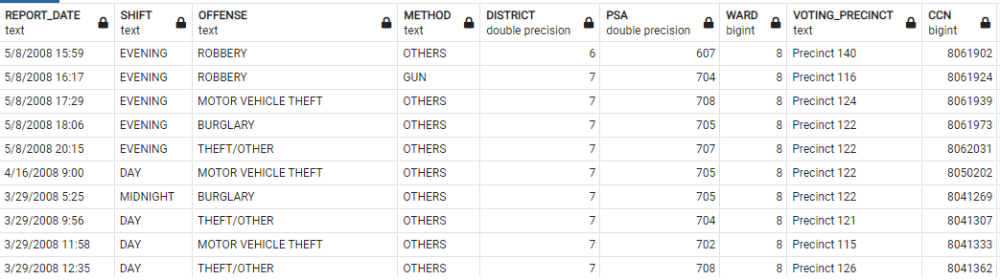 REPORT_DATE SHIFT OFFENSE METHOD DISTRICT PSA WARD VOTING_PRECINCT CCN
text text text text double precision double precision bigint text bigint
5/8/2008 15:59 EVENING ROBBERY OTHERS 6 607 8 Precinct 140 8061902
5/8/2008 16:17 EVENING ROBBERY GUN 7 704 8 Precinct 116 8061924
5/8/2008 17:29 EVENING MOTOR VEHICLE THEFT OTHERS 7 708 8 Precinct 124 8061939
5/8/2008 18:06 EVENING BURGLARY OTHERS 7 705 8 Precinct 122 8061973
5/8/2008 20:15 EVENING THEFT/OTHER OTHERS 7 707 8 Precinct 122 8062031
4/16/2008 9:00 DAY MOTOR VEHICLE THEFT OTHERS 7 705 8 Precinct 122 8050202
3/29/2008 5:25 MIDNIGHT BURGLARY OTHERS 7 705 8 Precinct 122 8041269
3/29/2008 9:56 DAY THEFT/OTHER OTHERS 7 704 8 Precinct 121 8041307
3/29/2008 11:58 DAY MOTOR VEHICLE THEFT OTHERS 7 702 8 Precinct 115 8041333
3/29/2008 12:35 DAY THEFT/OTHER OTHERS 7 708 8 Precinct 126 8041362